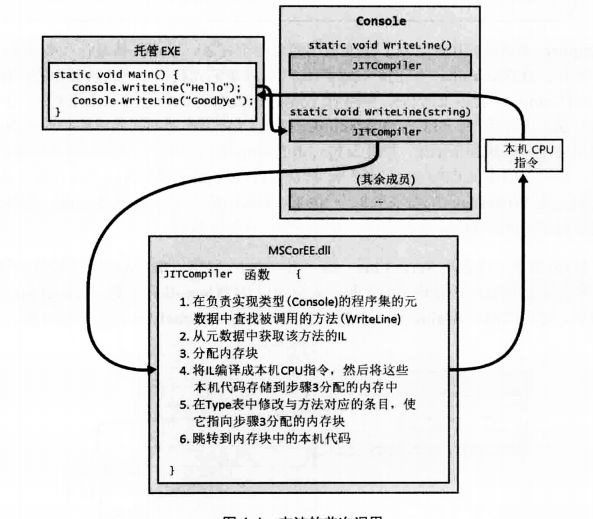 Console
static void WriteLine()
JITCompiler
托管 EXE
static void Main() {
Console.WriteLine("Hello");
Console.WriteLine("Goodbye");
}
static void WriteLine(string)
JITCompiler
本机 CPU
指令
(其余成员)
...
MSCorEE.dll
JITCompiler 函数 {
1. 在负责实现类型(Console)的程序集的元
数据中查找被调用的方法(WriteLine)
2. 从元数据中获取该方法的IL
3. 分配内存块
4. 将IL编译成本机CPU指令，然后将这些
本机代码存储到步骤3分配的内存中
5. 在Type表中修改与方法对应的条目，使
它指向步骤3分配的内存块
6. 跳转到内存块中的本机代码
}